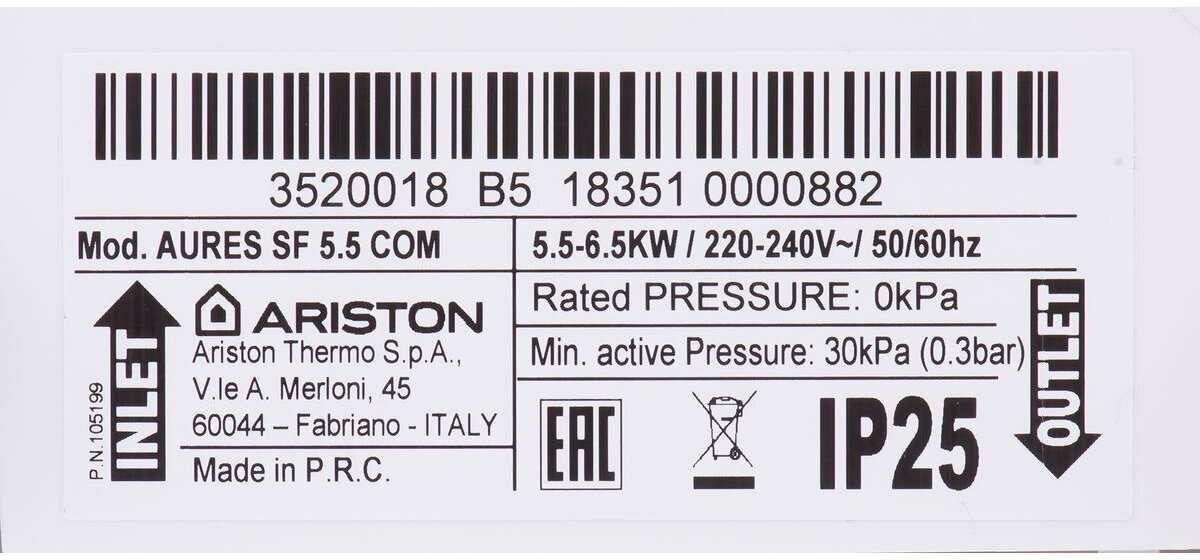 3520018 B5 18351 0000882
Mod. AURES SF 5.5 COM
5.5-6.5KW / 220-240V~/ 50/60hz
INLET
ARISTON
Ariston Thermo S.p.A.,
V.le A. Merloni, 45
60044 – Fabriano - ITALY
Made in P.R.C.
P.N.105199
Rated PRESSURE: 0kPa
Min. active Pressure: 30kPa (0.3bar)
EAC
IP25
OUTLET